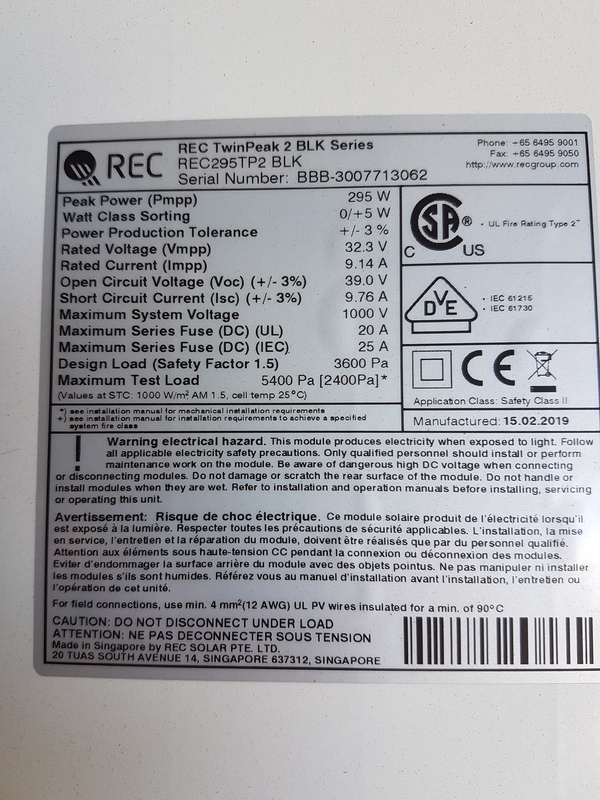 REC
REC TwinPeak 2 BLK Series
REC295TP2 BLK
Serial Number: BBB-3007713062
Phone: +65 6495 9001
Fax: +65 6495 9050
http://www.recgroup.com
Peak Power (Pmpp) 295 W
Watt Class Sorting 0/+5 W
Power Production Tolerance +/- 3 %
Rated Voltage (Vmpp) 32.3 V
Rated Current (Impp) 9.14 A
Open Circuit Voltage (Voc) (+/- 3%) 39.0 V
Short Circuit Current (Isc) (+/- 3%) 9.76 A
Maximum System Voltage 1000 V
Maximum Series Fuse (DC) (UL) 20 A
Maximum Series Fuse (DC) (IEC) 25 A
Design Load (Safety Factor 1.5) 3600 Pa
Maximum Test Load 5400 Pa [2400Pa]*
(Values at STC: 1000 W/m² AM 1.5, cell temp 25°C)
*) see installation manual for mechanical installation requirements
+) see installation manual for installation requirements to achieve a specified
system fire class
SA®
C US
• UL Fire Rating Type 2+
DVE
• IEC 61215
• IEC 61730
CE
Application Class: Safety Class II
Manufactured: 15.02.2019
! Warning electrical hazard. This module produces electricity when exposed to light. Follow
all applicable electricity safety precautions. Only qualified personnel should install or perform
maintenance work on the module. Be aware of dangerous high DC voltage when connecting
or disconnecting modules. Do not damage or scratch the rear surface of the module. Do not handle or
install modules when they are wet. Refer to installation and operation manuals before installing, servicing
or operating this unit.
Avertissement: Risque de choc électrique. Ce module solaire produit de l'électricité lorsqu'il
est exposé à la lumière. Respecter toutes les précautions de sécurité applicables. L'installation, la mise
en service, l'entretien et la réparation du module, doivent être réalisés que par du personnel qualifié.
Attention aux éléments sous haute-tension CC pendant la connexion ou déconnexion des modules.
Eviter d'endommager la surface arrière du module avec des objets pointus. Ne pas manipuler ni installer
les modules s'ils sont humides. Référez vous au manuel d'installation avant l'installation, l'entretien ou
l'opération de cet unité.
For field connections, use min. 4 mm²(12 AWG) UL PV wires insulated for a min. of 90°C
CAUTION: DO NOT DISCONNECT UNDER LOAD
ATTENTION: NE PAS DECONNECTER SOUS TENSION
Made in Singapore by REC SOLAR PTE. LTD.
20 TUAS SOUTH AVENUE 14, SINGAPORE 637312, SINGAPORE